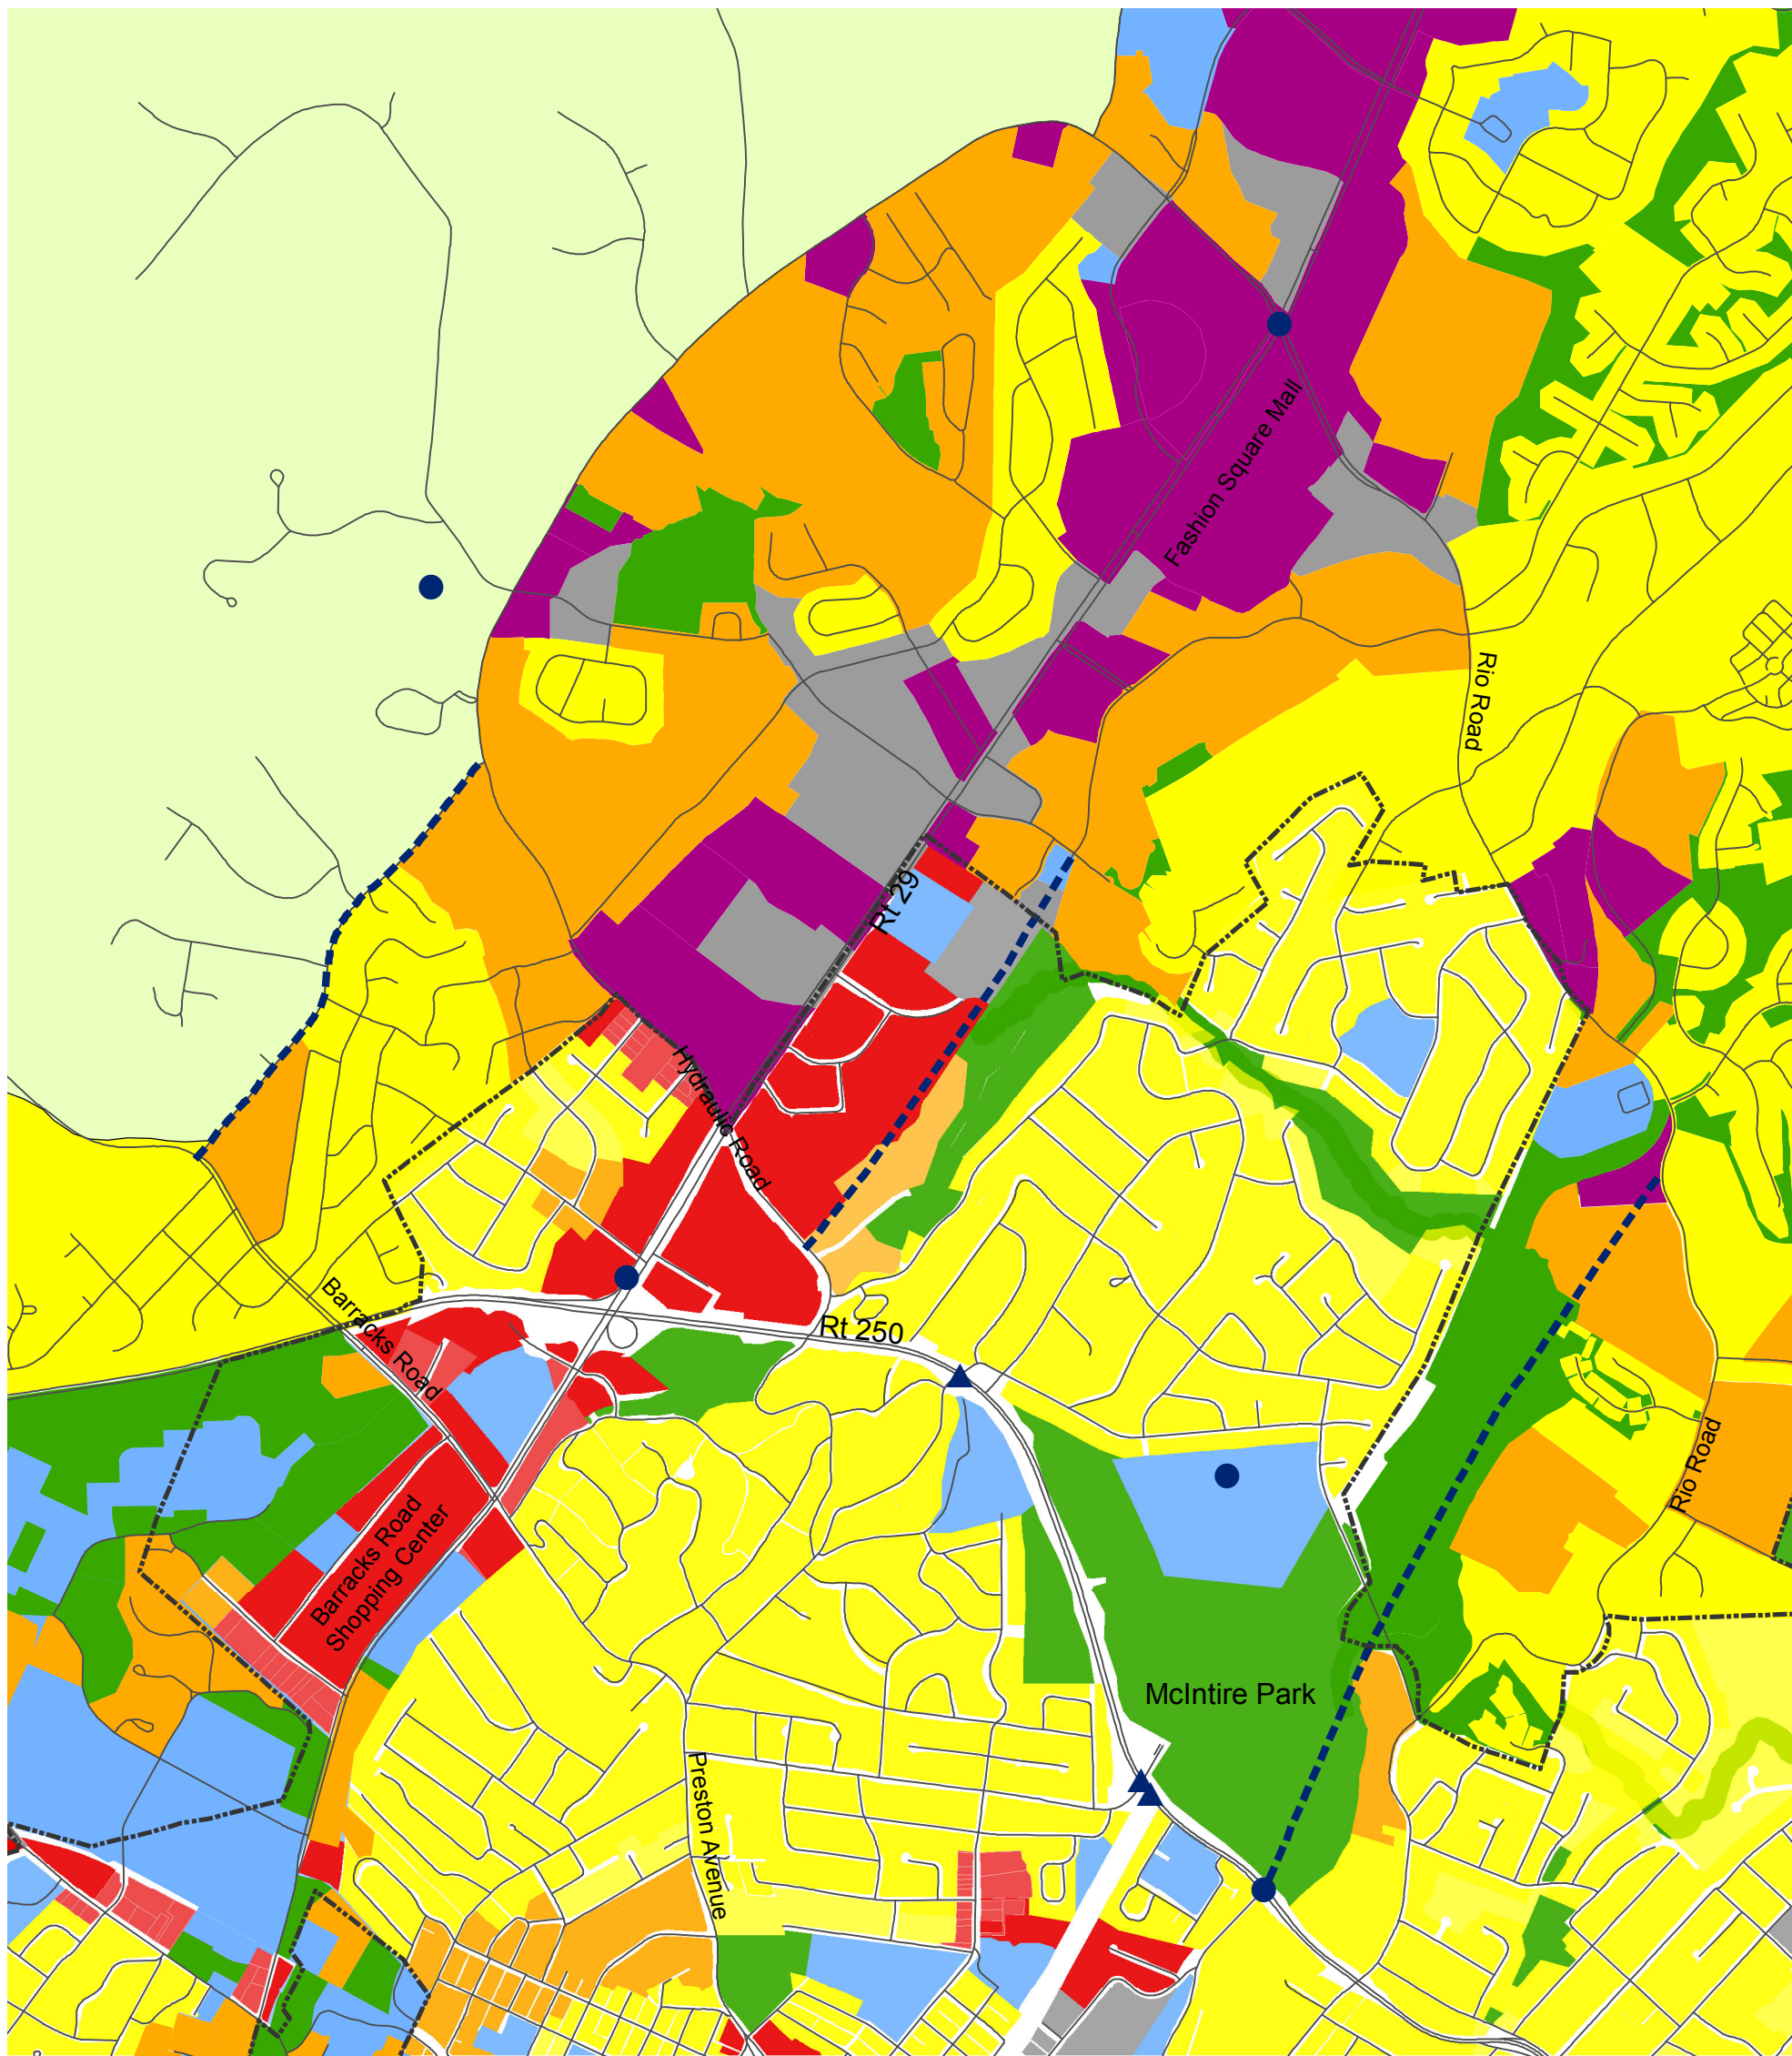 Fashion Square Mall
Rio Road
Rt 29
Hydraulic Road
Barracks Road
Rt 250
Rio Road
Barracks Road
Shopping Center
McIntire Park
Preston Avenue